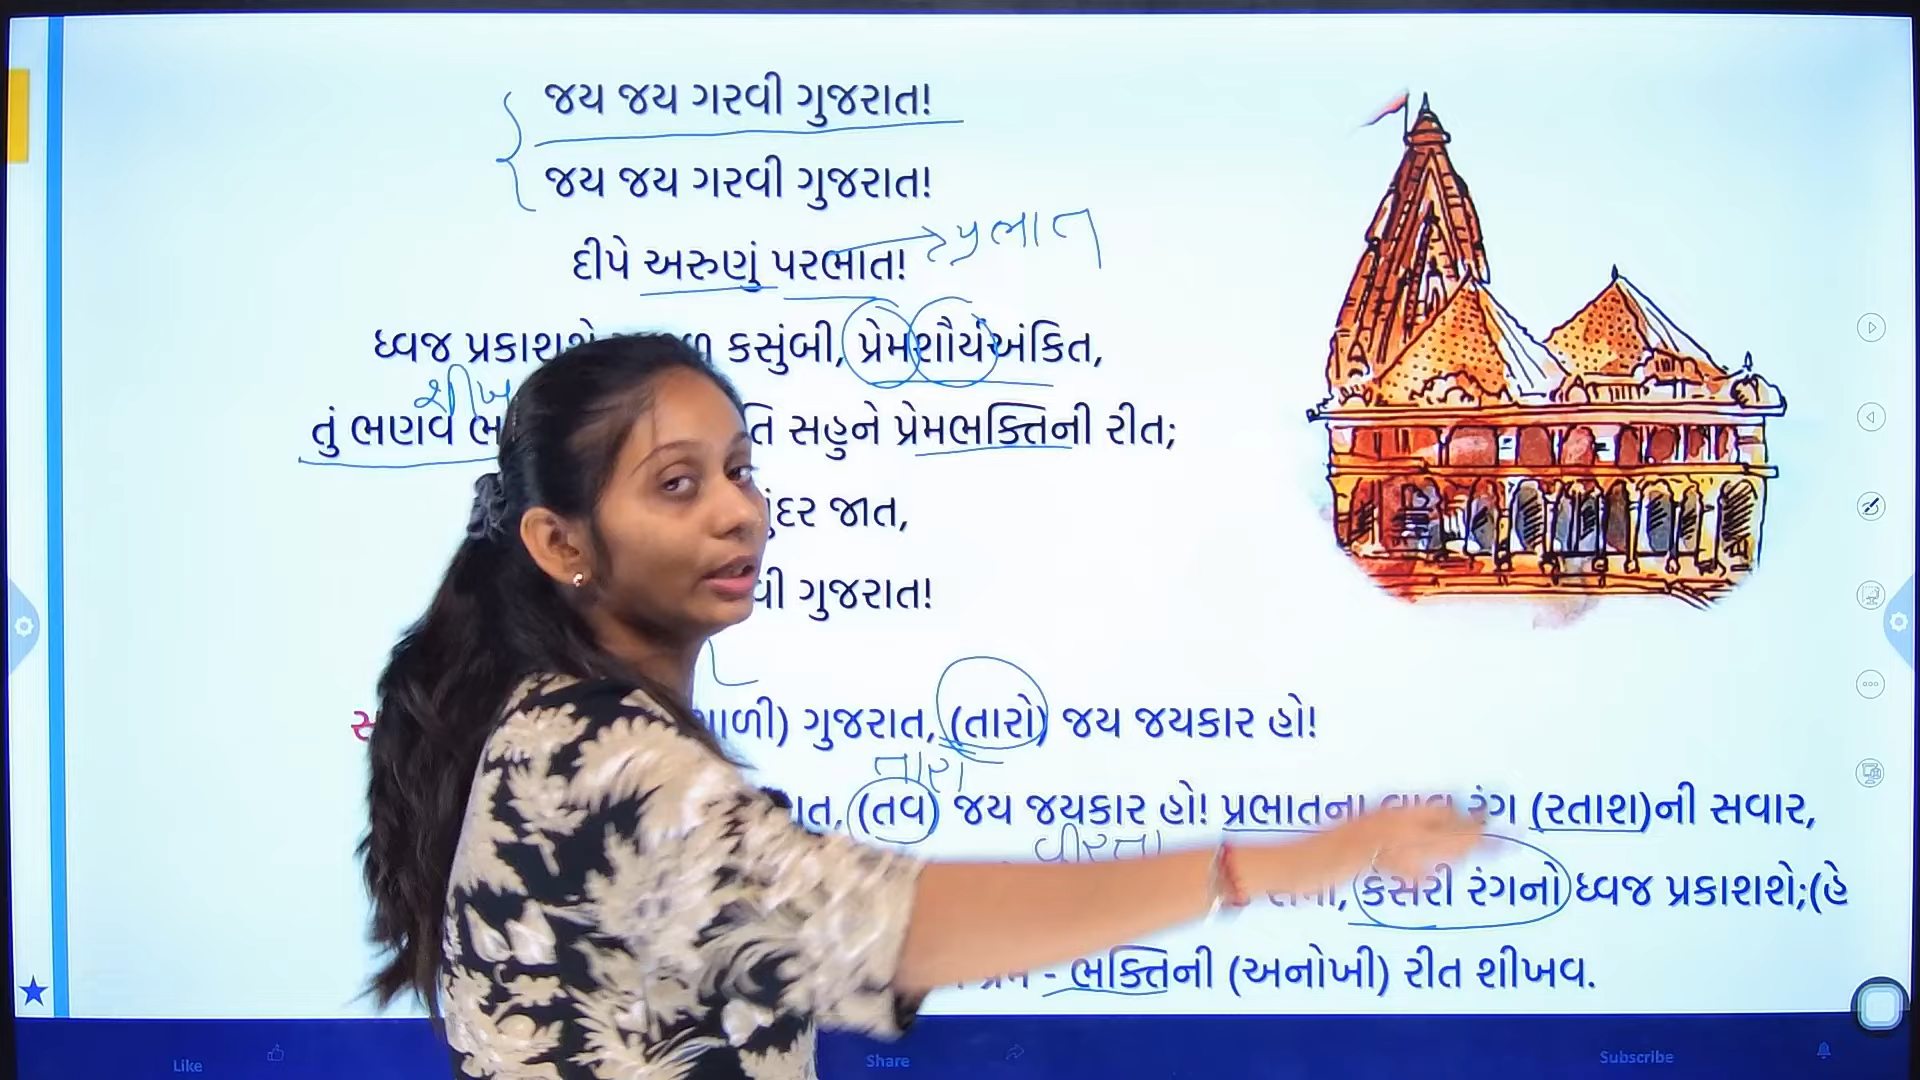 જય જય ગરવી ગુજરાત!
જય જય ગરવી ગુજરાત!
પ્રભાત
દીપે અરુણું પરભાત!
ધ્વજ કસુંબી, પ્રેમશૌર્યઅંકિત,
તું ભણવ સહુને પ્રેમભક્તિની રીત;
જાત,
ગુજરાત!
ગુજરાત, (તારો) જય જયકાર હો!
તારો
(તવ) જય જયકાર હો! પ્રભાતના રંગ (રતાશ)ની સવાર,
વીરતા
કેસરી રંગનો ધ્વજ પ્રકાશશે;(હે
- ભક્તિની (અનોખી) રીત શીખવ.
Like
Share
Subscribe